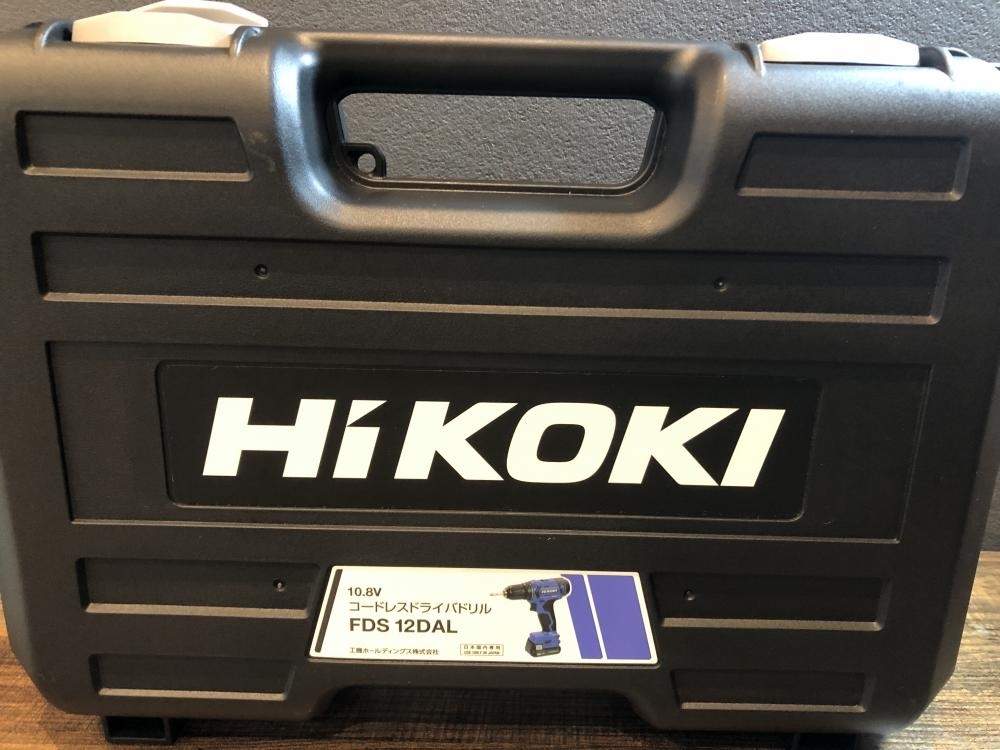 HiKOKI
10.8V
コードレスドライバドリル
FDS 12DAL
工機ホールディングス株式会社
日本国内専用
USE ONLY IN JAPAN
HiKOKI